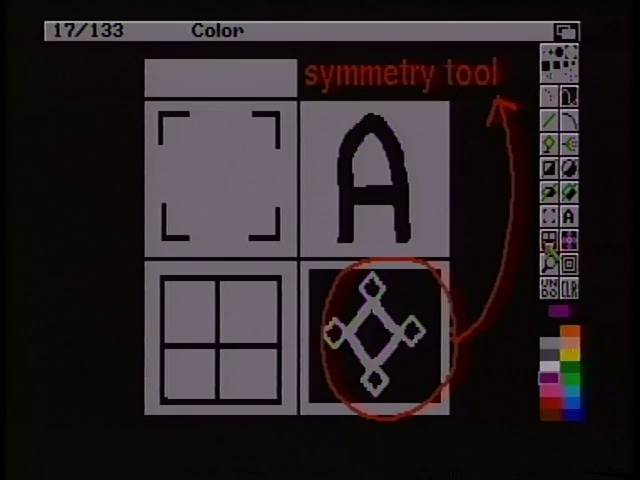 17/133 Color
symmetry tool
A
A
UN
DO CLR